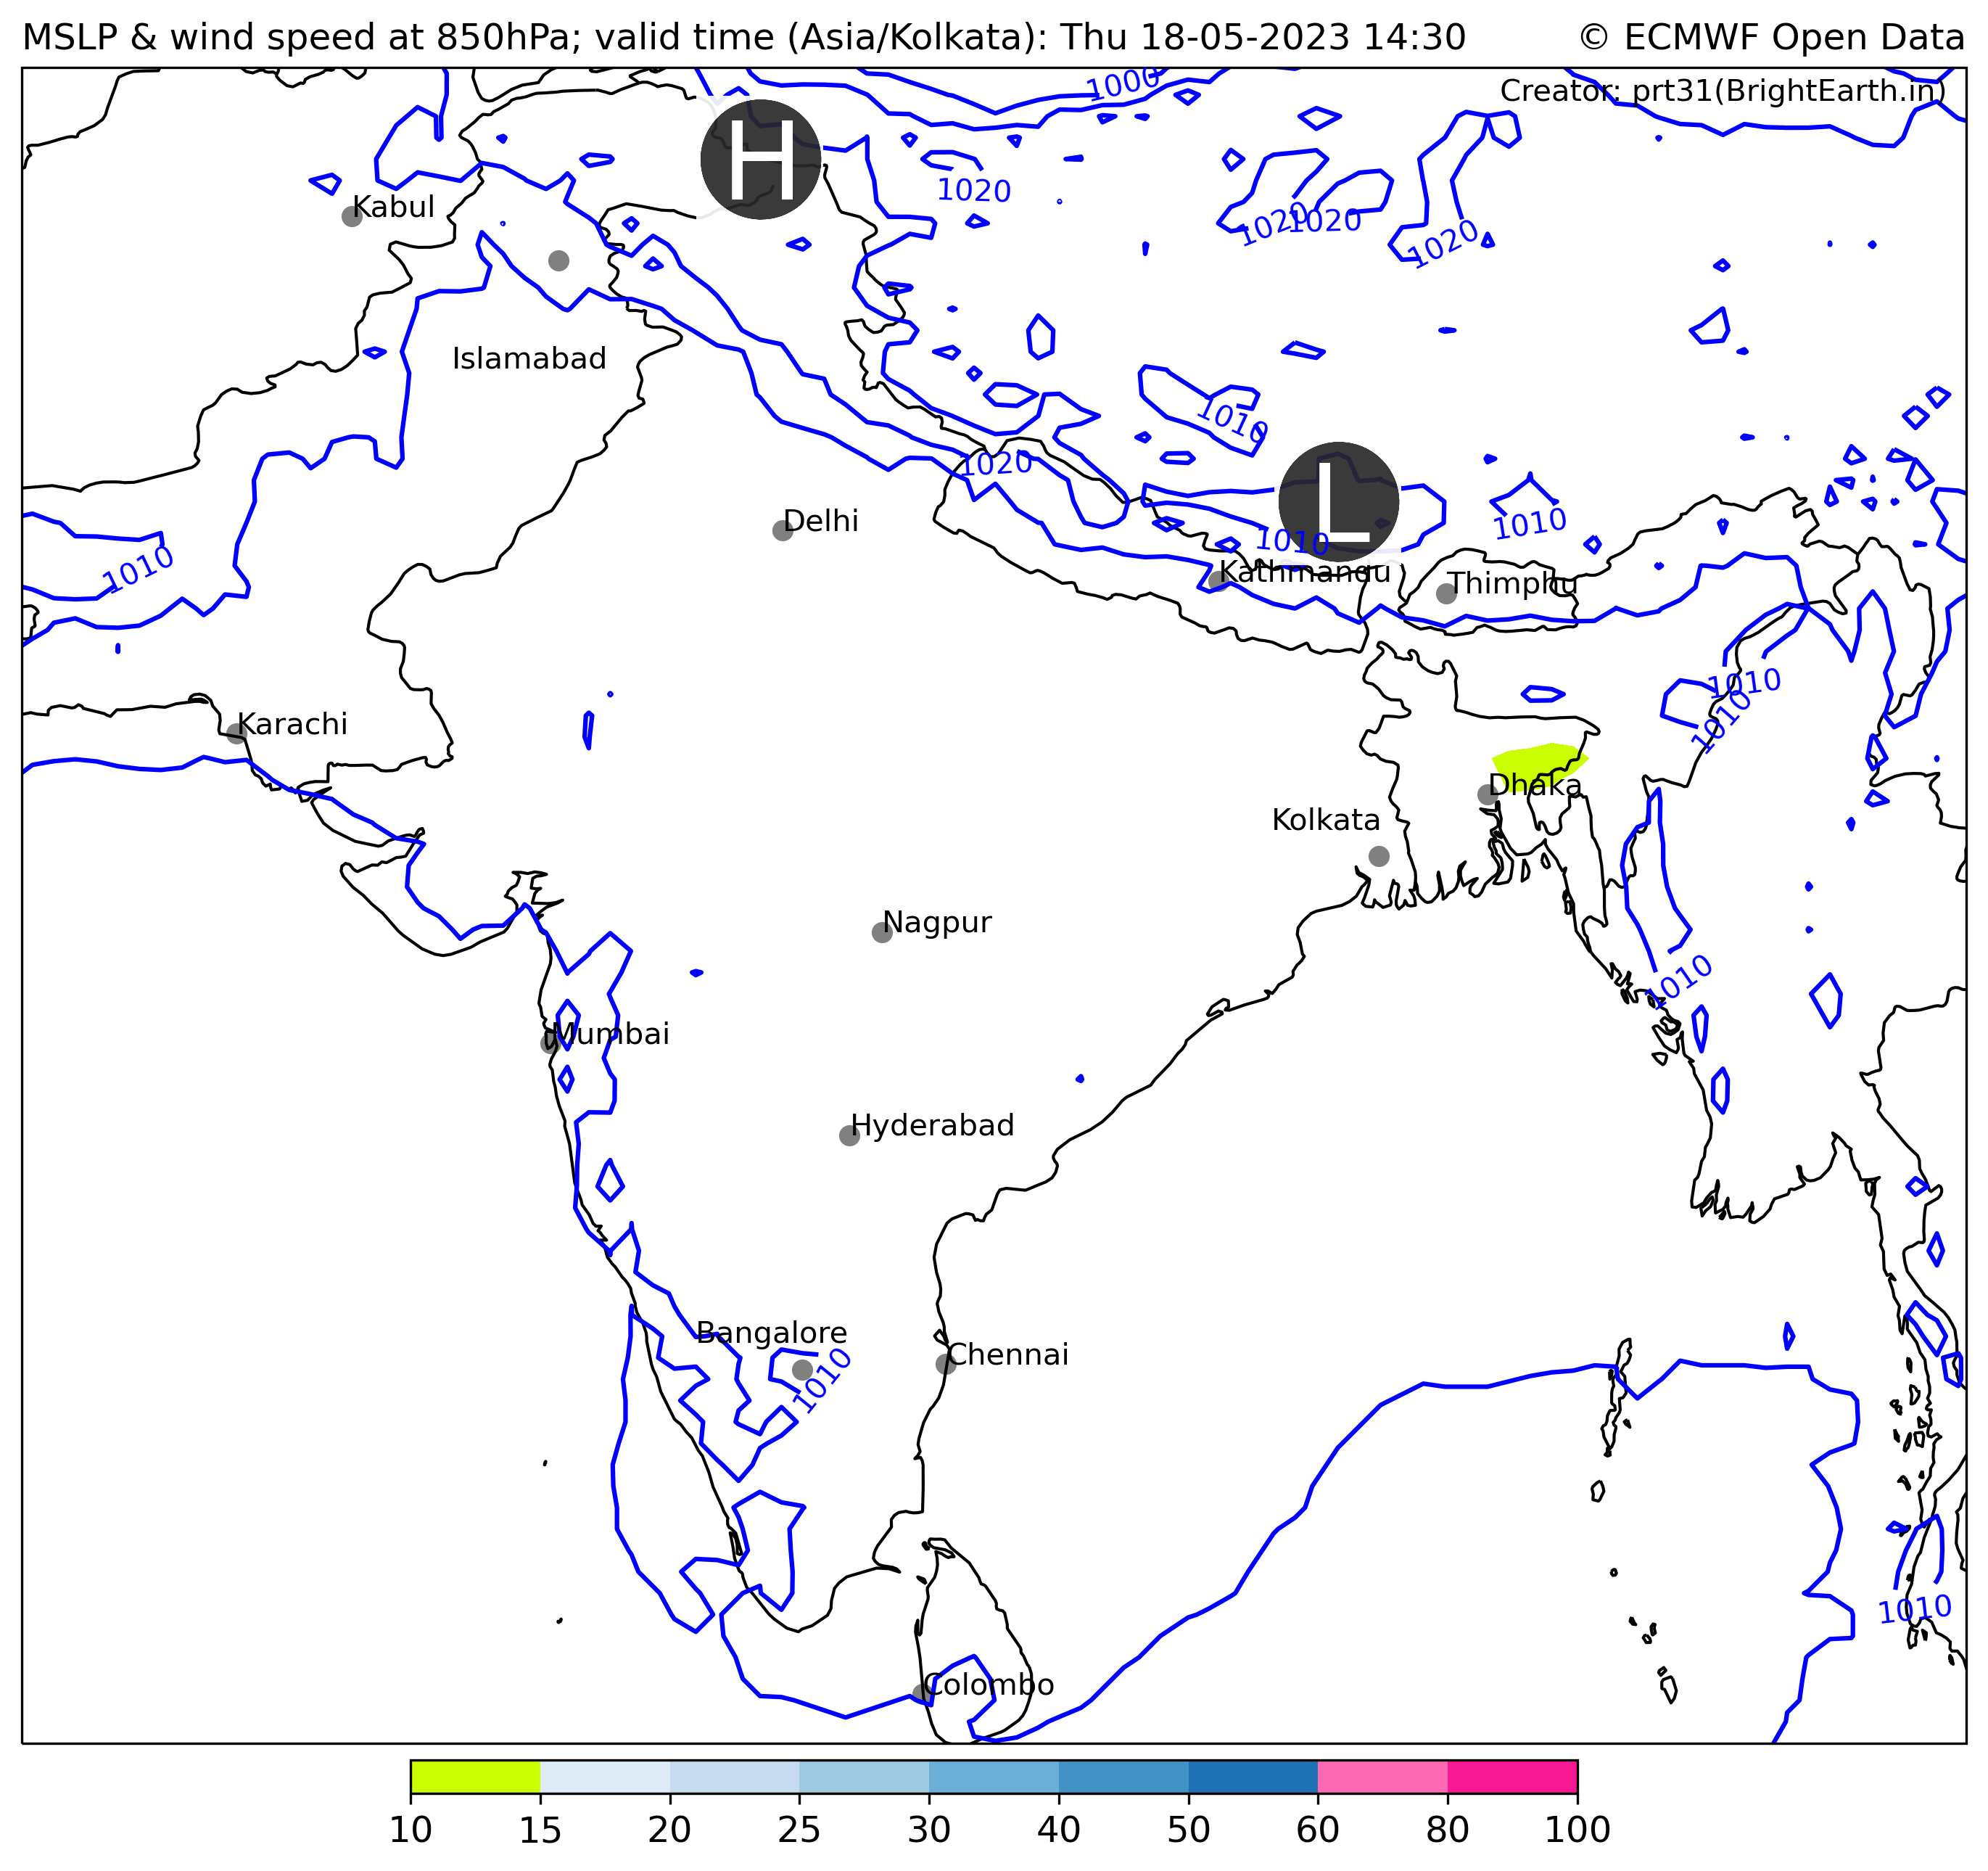 MSLP & wind speed at 850hPa; valid time (Asia/Kolkata): Thu 18-05-2023 14:30 © ECMWF Open Data
Creator: prt31(BrightEarth.in)
1000
H
1020
Kabul
1020
1020
1020
Islamabad
1010
1020
L
Delhi
1010
1010
1010
Kathmandu
Thimphu
1010
1010
Karachi
Dhaka
Kolkata
Nagpur
1010
Mumbai
Hyderabad
Bangalore
Chennai
1010
1010
Colombo
10 15 20 25 30 40 50 60 80 100